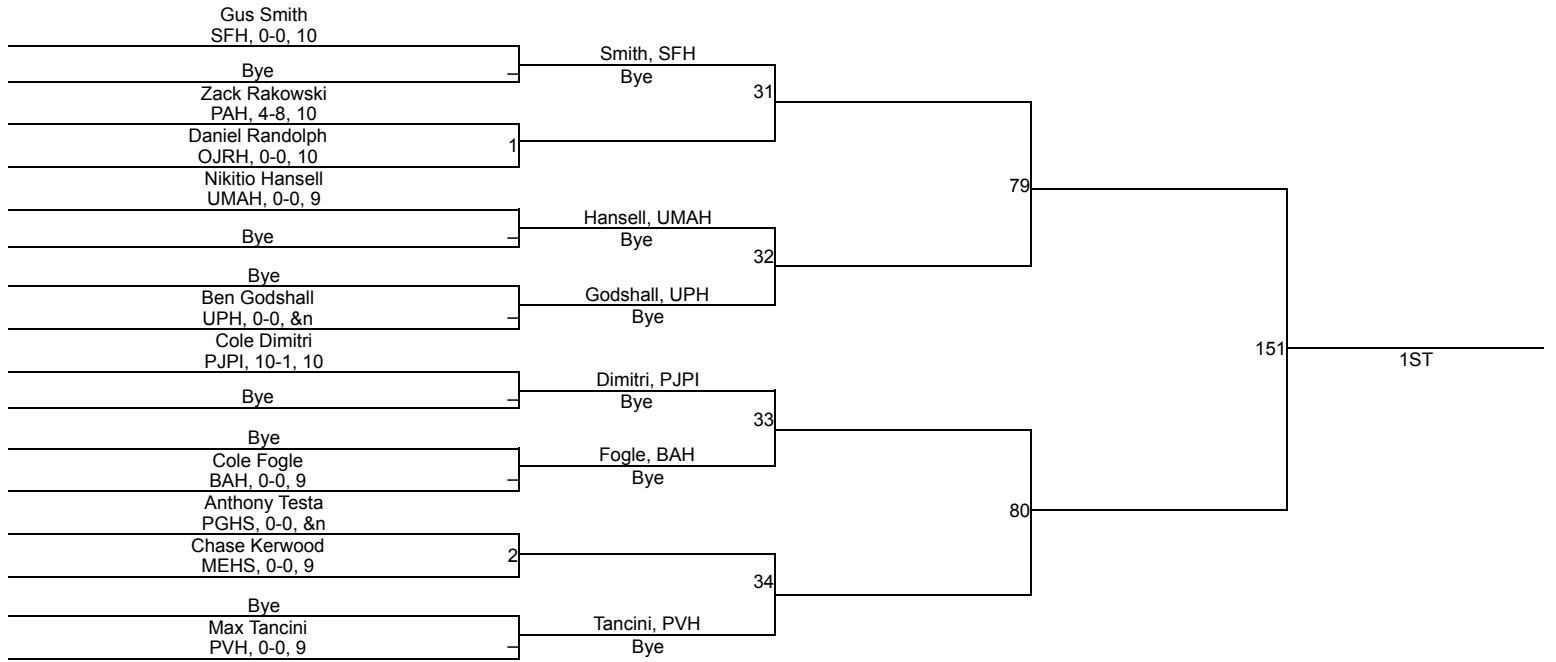 Gus Smith
SFH, 0-0, 10
Bye
Zack Rakowski
PAH, 4-8, 10
Daniel Randolph
OJRH, 0-0, 10
Nikitio Hansell
UMAH, 0-0, 9
Bye
Bye
Ben Godshall
UPH, 0-0, &n
Cole Dimitri
PJPI, 10-1, 10
Bye
Bye
Cole Fogle
BAH, 0-0, 9
Anthony Testa
PGHS, 0-0, &n
Chase Kerwood
MEHS, 0-0, 9
Bye
Max Tancini
PVH, 0-0, 9
_
1
_
_
_
_
2
_
Smith, SFH
Bye
Hansell, UMAH
Bye
Godshall, UPH
Bye
Dimitri, PJPI
Bye
Fogle, BAH
Bye
Tancini, PVH
Bye
31
32
33
34
79
80
151
1ST